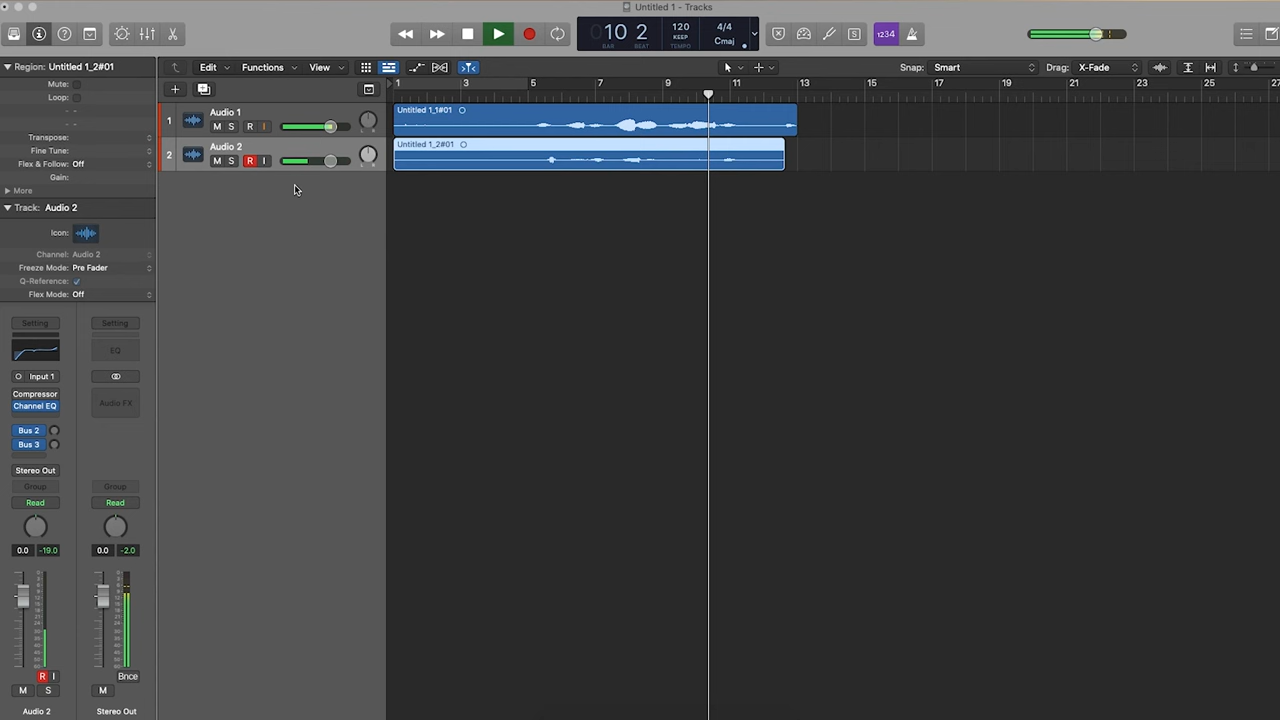 Untitled 1 - Tracks
10 2
BAR BEAT
120
KEEP
TEMPO
4/4
Cmaj
1234
Region: Untitled 1_2#01
Mute:
Loop:
Transpose:
Fine Tune:
Flex & Follow: Off
Gain:
More
Track: Audio 2
Icon:
Channel: Audio 2
Freeze Mode: Pre Fader
Q-Reference:
Flex Mode: Off
Edit Functions View
Snap: Smart Drag: X-Fade
1 3 5 7 9 11 13 15 17 19 21 23 25 27
1 Audio 1
M S R I
2 Audio 2
M S R I
Untitled 1_1#01
Untitled 1_2#01
Setting Setting
EQ
Input 1
Compressor
Channel EQ
Audio FX
Bus 2
Bus 3
Stereo Out
Group Group
Read Read
0.0 -19.0 0.0 -2.0
R I Bnce
M S M
Audio 2 Stereo Out